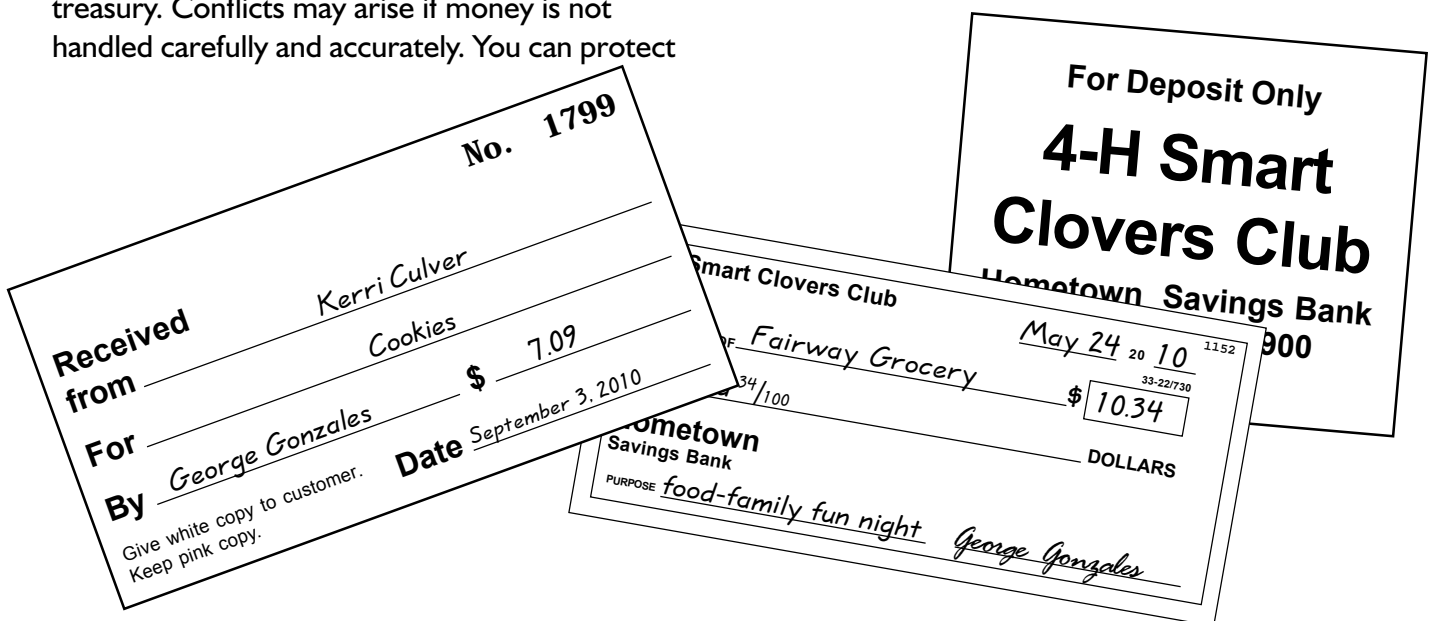 treasury. Conflicts may arise if money is not
handled carefully and accurately. You can protect
No. 1799
Received
from Kerri Culver
For Cookies
By George Gonzales $ 7.09
Date September 3, 2010
Give white copy to customer.
Keep pink copy.
Smart Clovers Club
May 24 20 10 1152
33-22/730
OF Fairway Grocery $ 10.34
34/100 DOLLARS
Hometown
Savings Bank
PURPOSE food-family fun night George Gonzales
For Deposit Only
4-H Smart
Clovers Club
Hometown Savings Bank
900